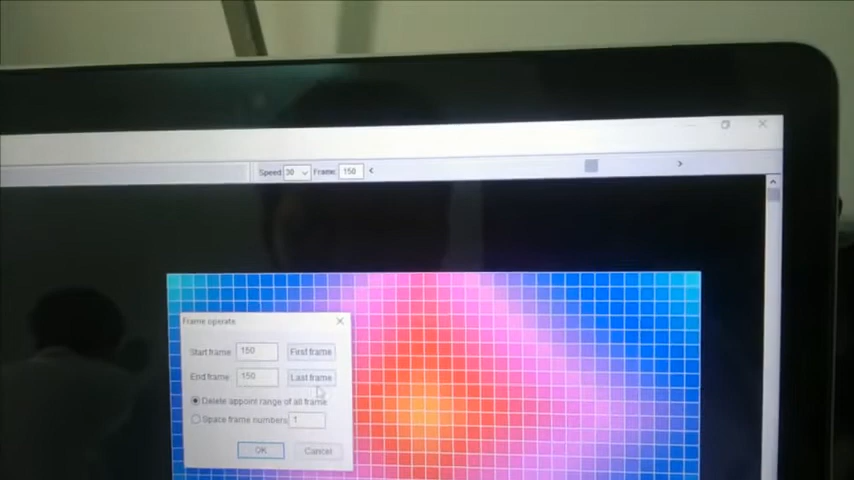 Speed: 30 Frame: 150 < >
Frame operate
Start frame 150 First frame
End frame 150 Last frame
Delete appoint range of all frame
Space frame numbers 1
OK Cancel